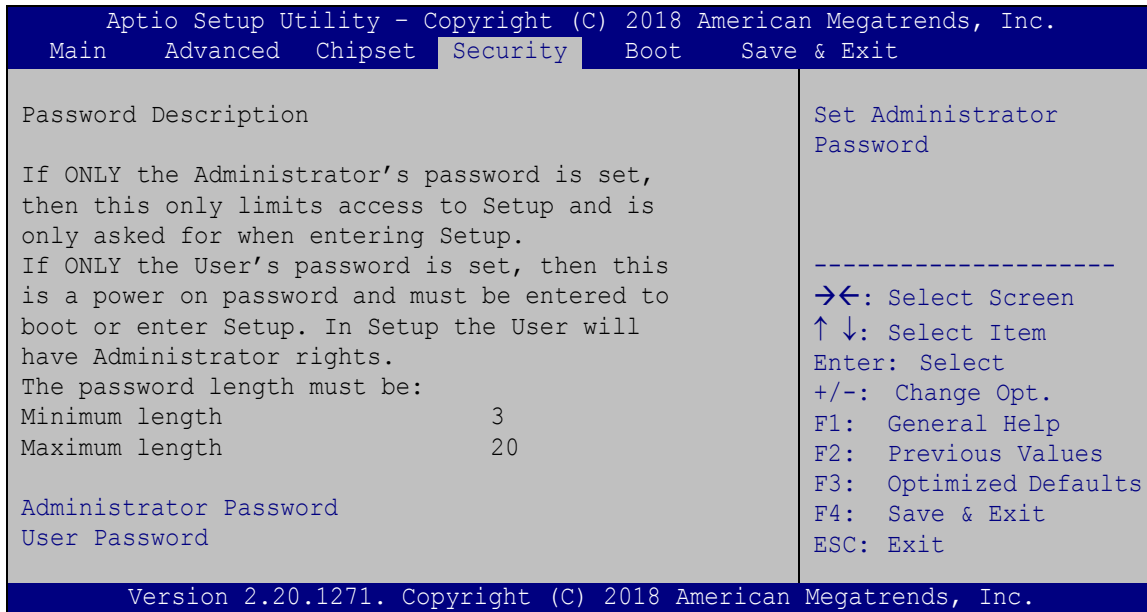 Aptio Setup Utility – Copyright (C) 2018 American Megatrends, Inc.
Main Advanced Chipset Security Boot Save & Exit
Password Description
If ONLY the Administrator’s password is set,
then this only limits access to Setup and is
only asked for when entering Setup.
If ONLY the User’s password is set, then this
is a power on password and must be entered to
boot or enter Setup. In Setup the User will
have Administrator rights.
The password length must be:
Minimum length 3
Maximum length 20
Administrator Password
User Password
Set Administrator
Password
---------------------
→←: Select Screen
↑ ↓: Select Item
Enter: Select
+/-: Change Opt.
F1: General Help
F2: Previous Values
F3: Optimized Defaults
F4: Save & Exit
ESC: Exit
Version 2.20.1271. Copyright (C) 2018 American Megatrends, Inc.